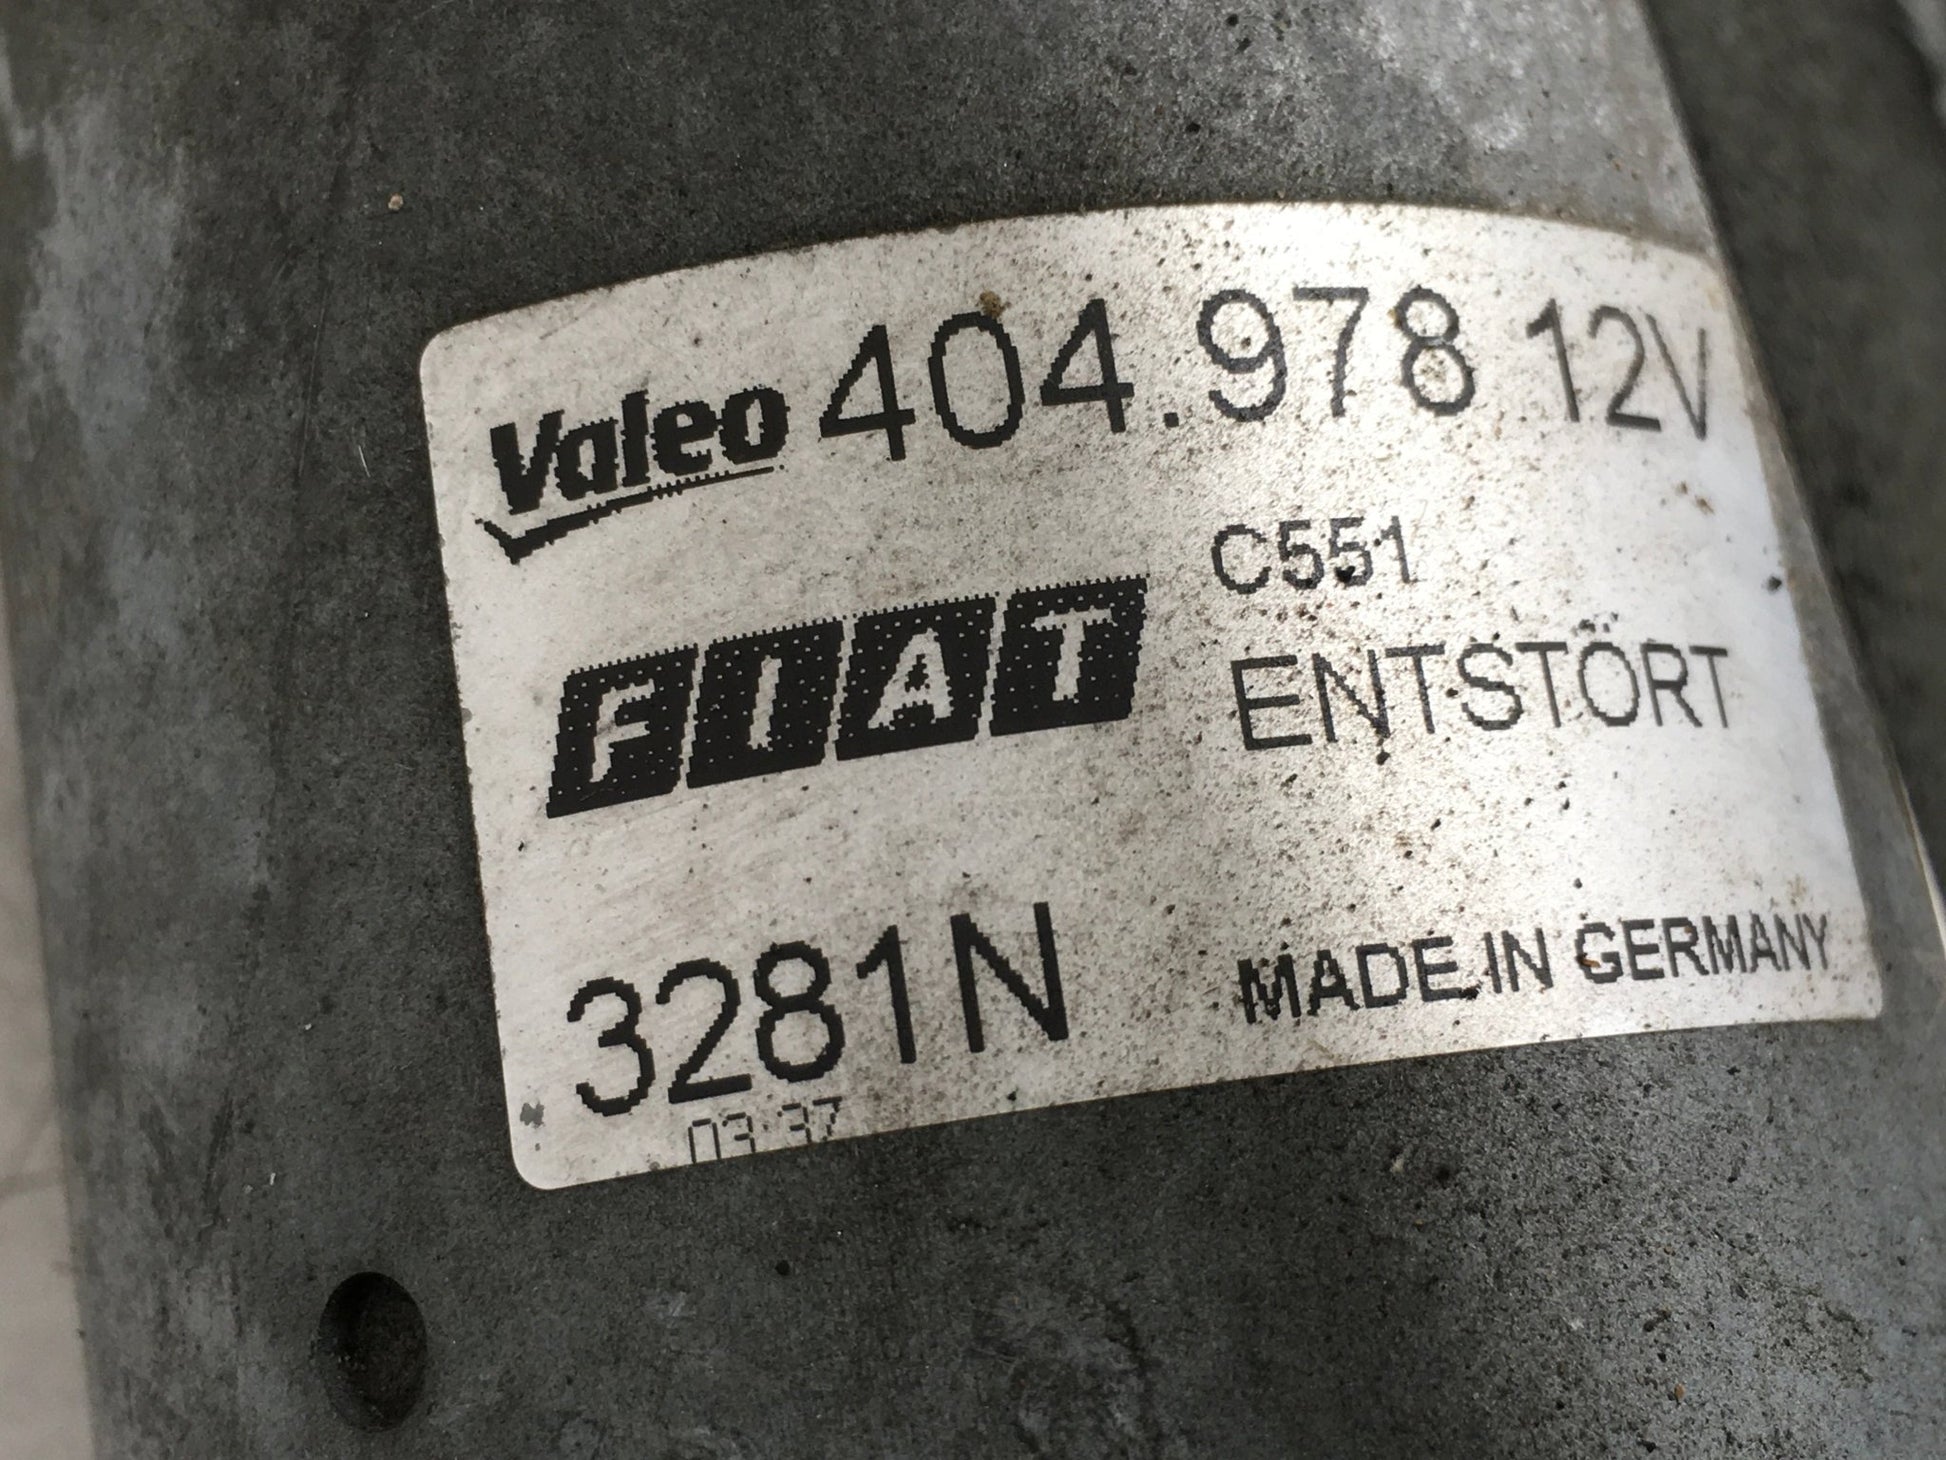 Valeo 404.978 12V
C551
FIAT ENTSTÖRT
3281N MADE IN GERMANY
03:37